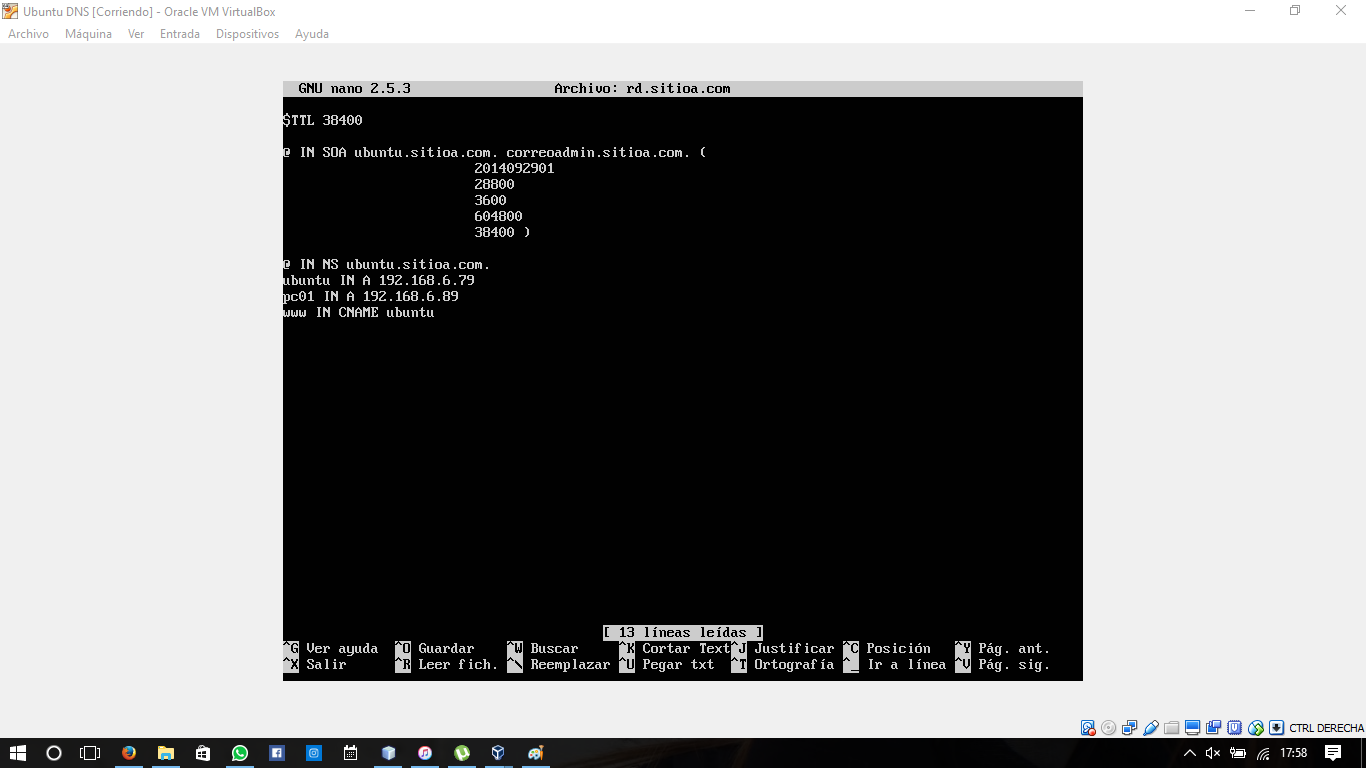 Ubuntu DNS [Corriendo] - Oracle VM VirtualBox
Archivo Máquina Ver Entrada Dispositivos Ayuda
GNU nano 2.5.3 Archivo: rd.sitioa.com
$TTL 38400
@ IN SOA ubuntu.sitioa.com. correoadmin.sitioa.com. (
2014092901
28800
3600
604800
38400 )
@ IN NS ubuntu.sitioa.com.
ubuntu IN A 192.168.6.79
pc01 IN A 192.168.6.89
www IN CNAME ubuntu
[ 13 líneas leídas ]
^G Ver ayuda ^O Guardar ^W Buscar ^K Cortar Text ^J Justificar ^C Posición ^Y Pág. ant.
^X Salir ^R Leer fich. ^\ Reemplazar ^U Pegar txt ^T Ortografía ^_ Ir a línea ^V Pág. sig.
CTRL DERECHA
17:58